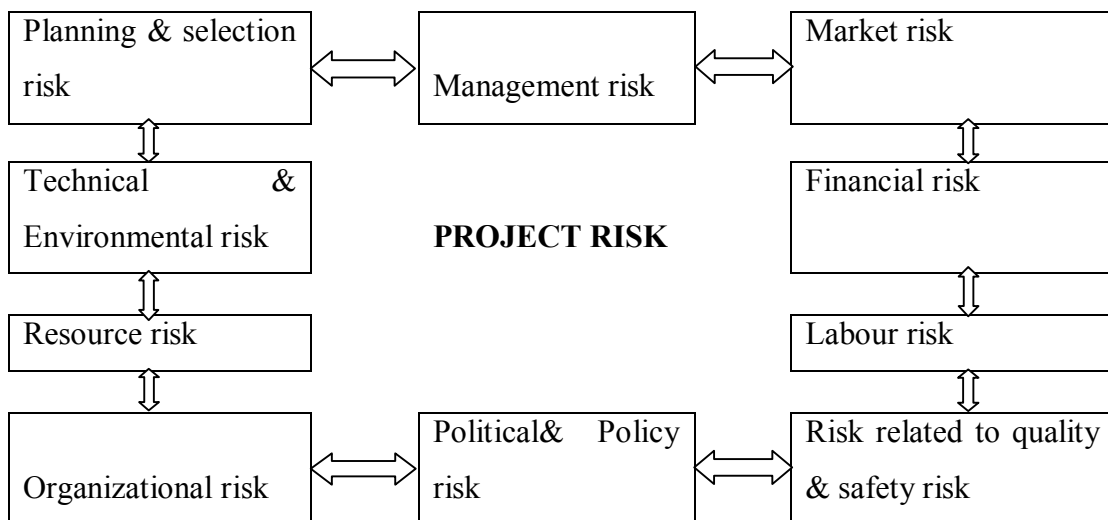 Planning & selection
risk
Management risk
Market risk
Technical &
Environmental risk
PROJECT RISK
Financial risk
Resource risk
Labour risk
Organizational risk
Political& Policy
risk
Risk related to quality
& safety risk